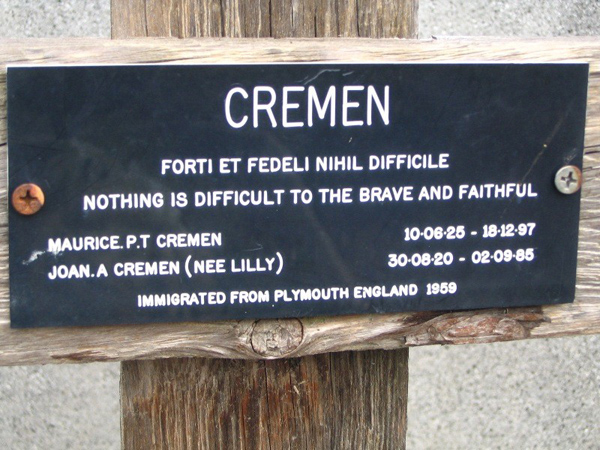 CREMEN
FORTI ET FEDELI NIHIL DIFFICILE
NOTHING IS DIFFICULT TO THE BRAVE AND FAITHFUL
MAURICE. P.T CREMEN 10·06·25 - 18·12·97
JOAN. A CREMEN (NEE LILLY) 30·08·20 - 02·09·85
IMMIGRATED FROM PLYMOUTH ENGLAND 1959